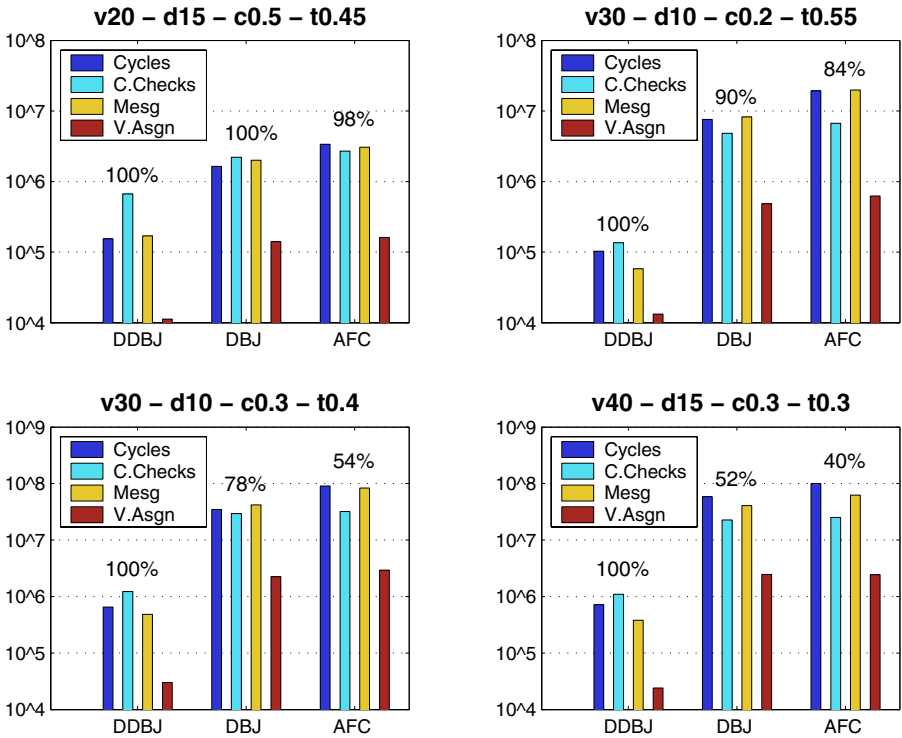 v20 − d15 − c0.5 − t0.45
10^8
10^7
10^6
10^5
10^4
Cycles
C.Checks
Mesg
V.Asgn
100%
100%
98%
DDBJ
DBJ
AFC
v30 − d10 − c0.2 − t0.55
10^8
10^7
10^6
10^5
10^4
Cycles
C.Checks
Mesg
V.Asgn
100%
90%
84%
DDBJ
DBJ
AFC
v30 − d10 − c0.3 − t0.4
10^9
10^8
10^7
10^6
10^5
10^4
Cycles
C.Checks
Mesg
V.Asgn
100%
78%
54%
DDBJ
DBJ
AFC
v40 − d15 − c0.3 − t0.3
10^9
10^8
10^7
10^6
10^5
10^4
Cycles
C.Checks
Mesg
V.Asgn
100%
52%
40%
DDBJ
DBJ
AFC